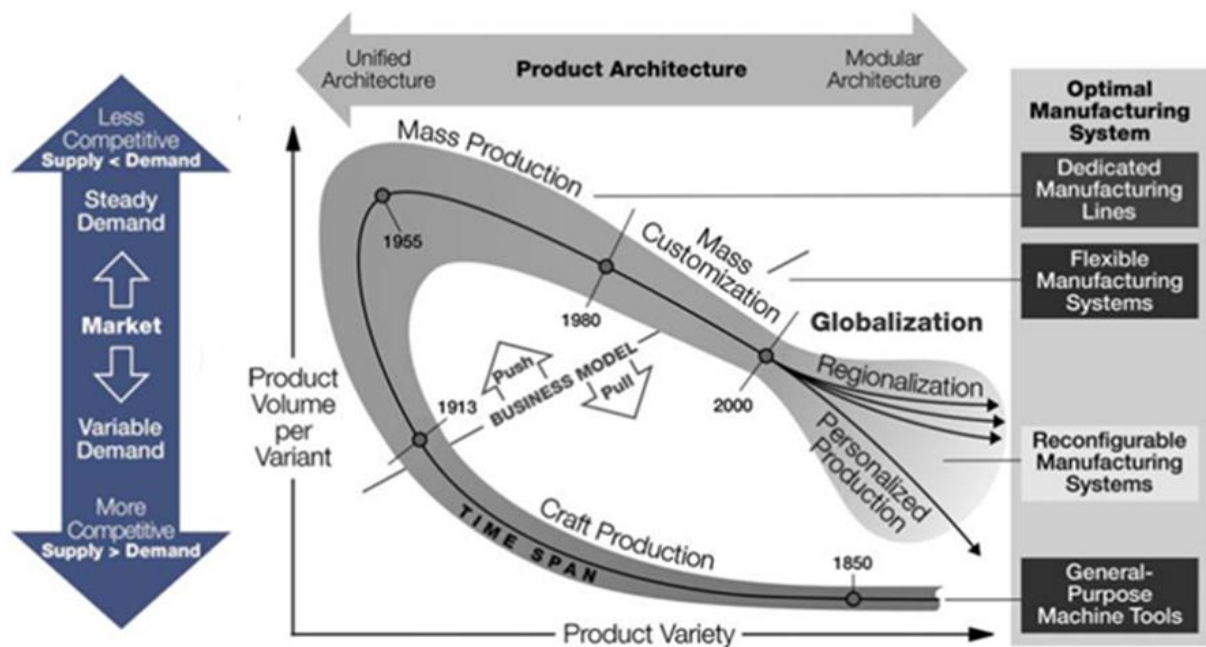 Unified
Architecture
Product Architecture
Modular
Architecture
Less
Competitive
Supply < Demand
Steady
Demand
Market
Variable
Demand
More
Competitive
Supply > Demand
Product
Volume
per
Variant
Mass Production
1955
1980
Mass
Customization
Globalization
Regionalization
Personalized
Production
2000
Push
BUSINESS MODEL
Pull
1913
TIME SPAN
Craft Production
1850
Product Variety
Optimal
Manufacturing
System
Dedicated
Manufacturing
Lines
Flexible
Manufacturing
Systems
Reconfigurable
Manufacturing
Systems
General-
Purpose
Machine Tools